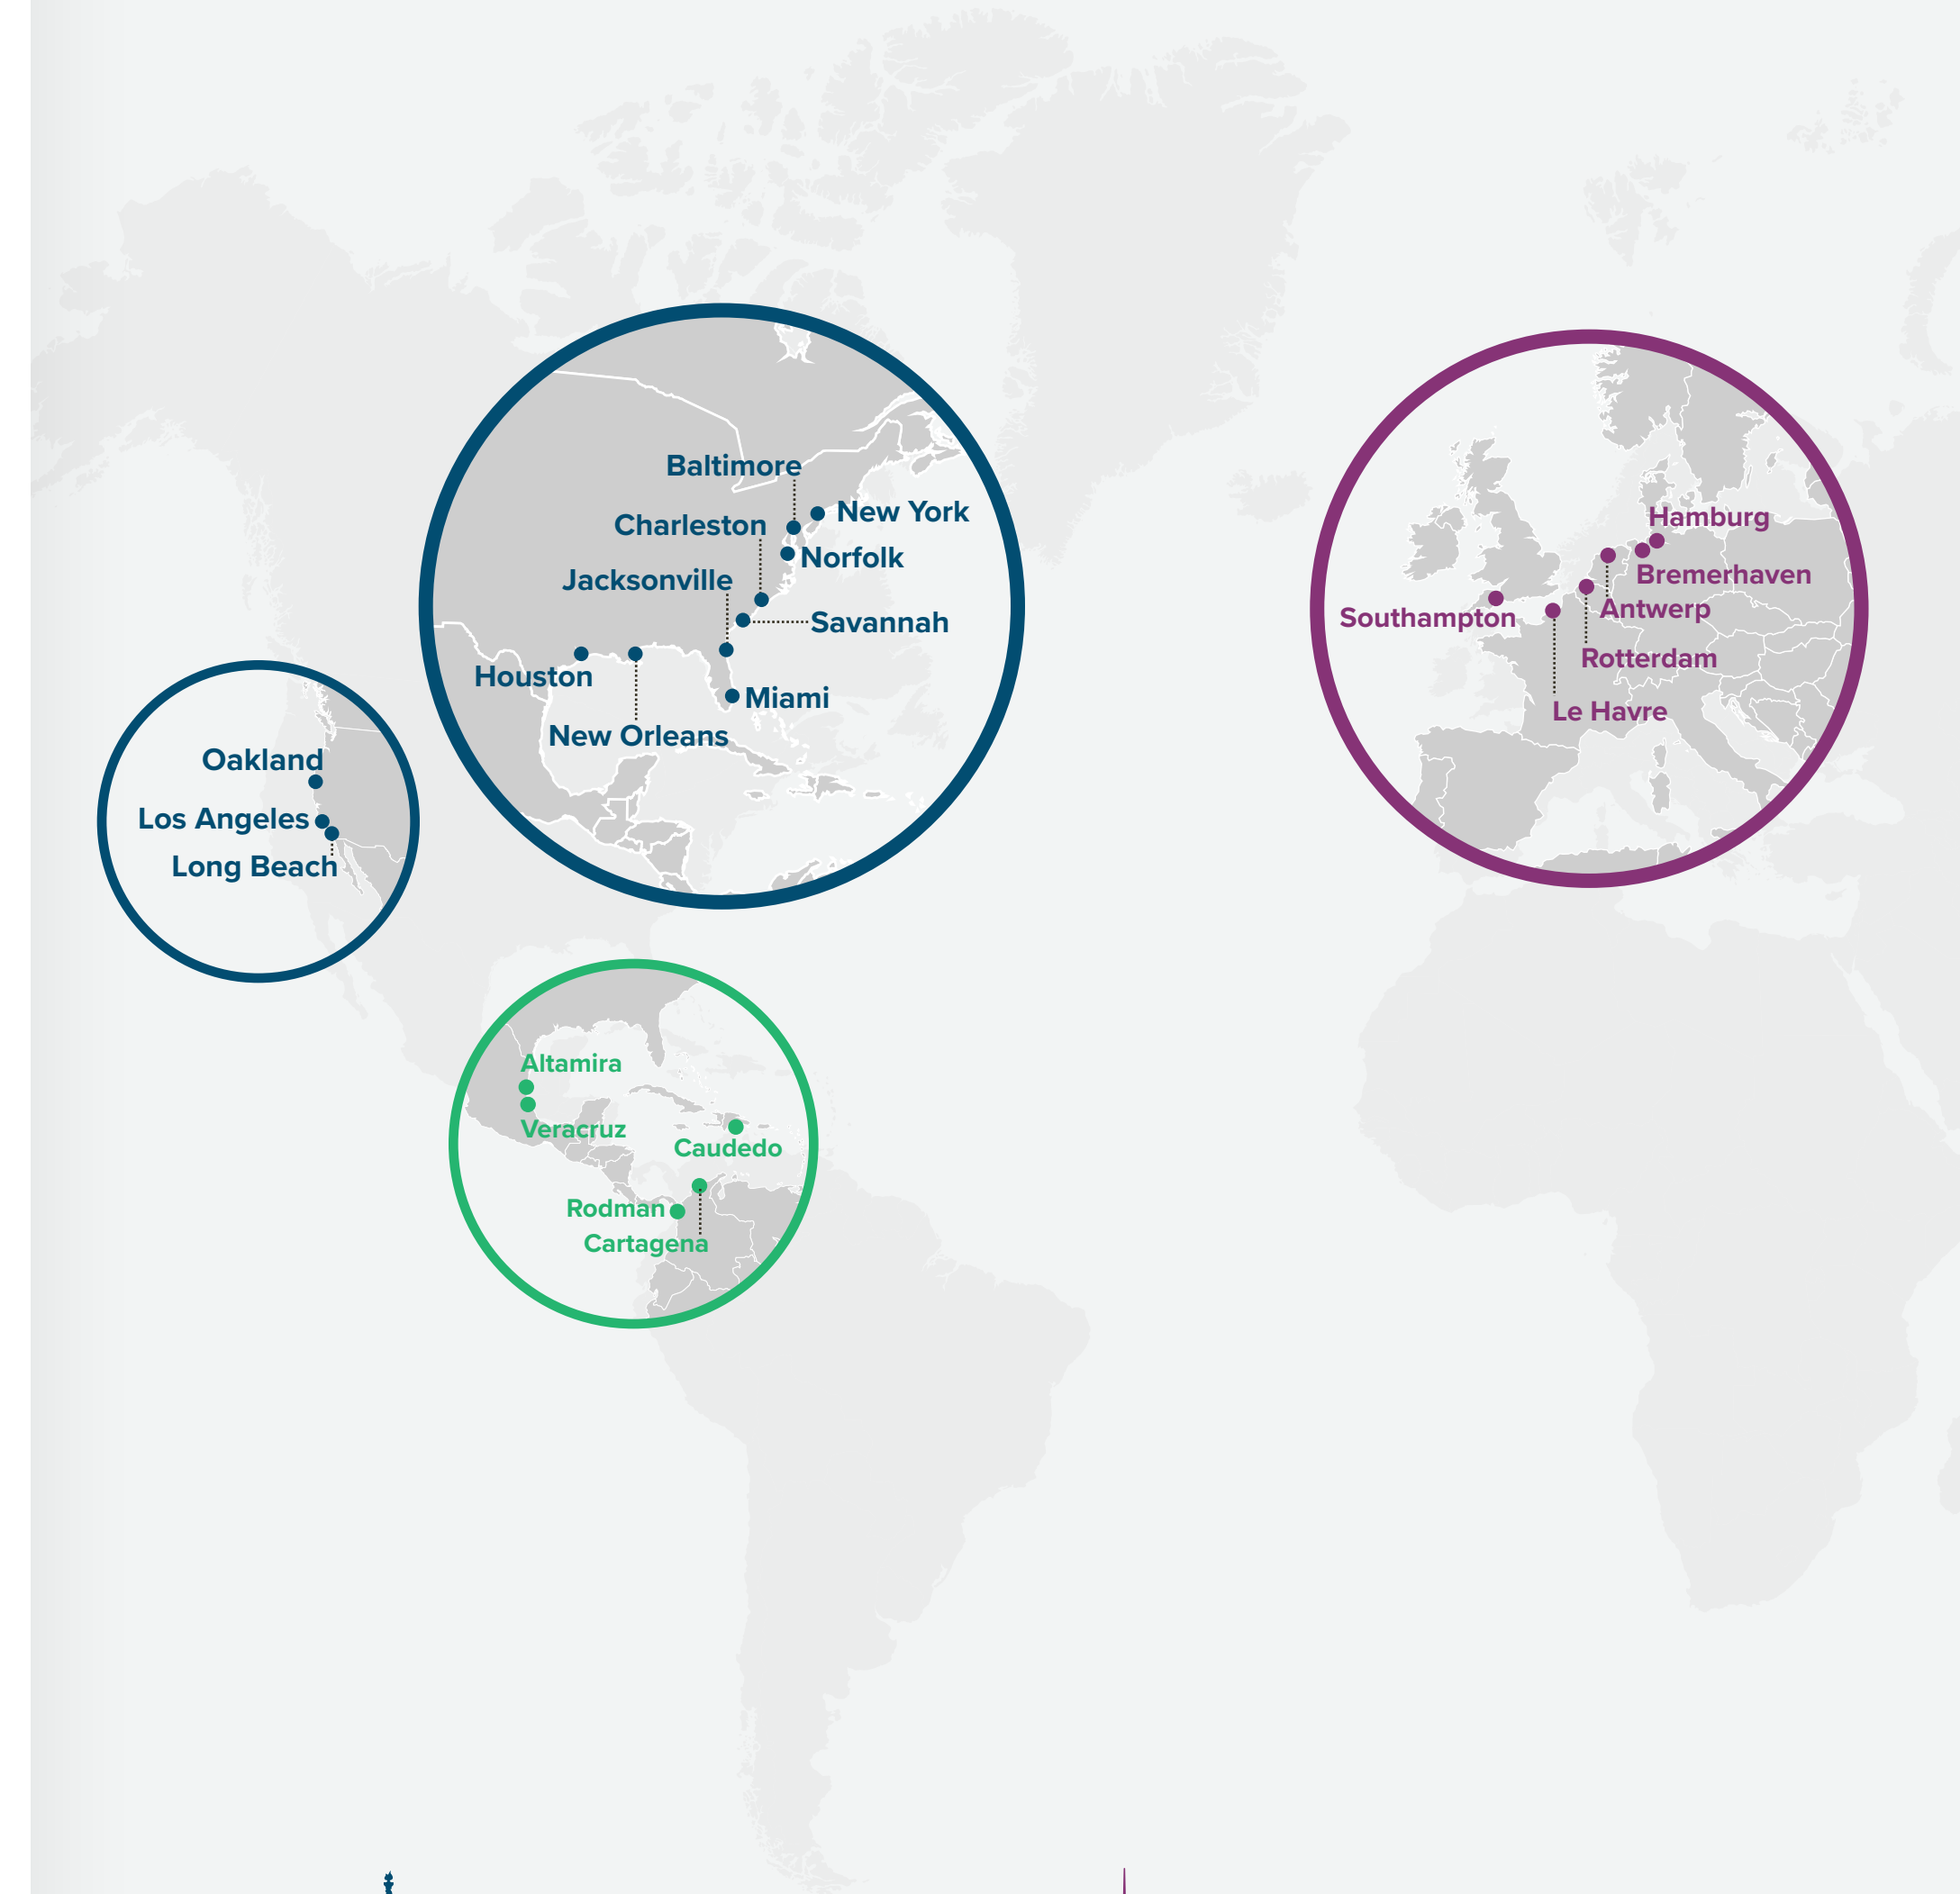 Baltimore
New York
Charleston
Norfolk
Jacksonville
Savannah
Houston
Miami
New Orleans
Oakland
Los Angeles
Long Beach
Hamburg
Bremerhaven
Antwerp
Southampton
Rotterdam
Le Havre
Altamira
Veracruz
Caudedo
Rodman
Cartagena